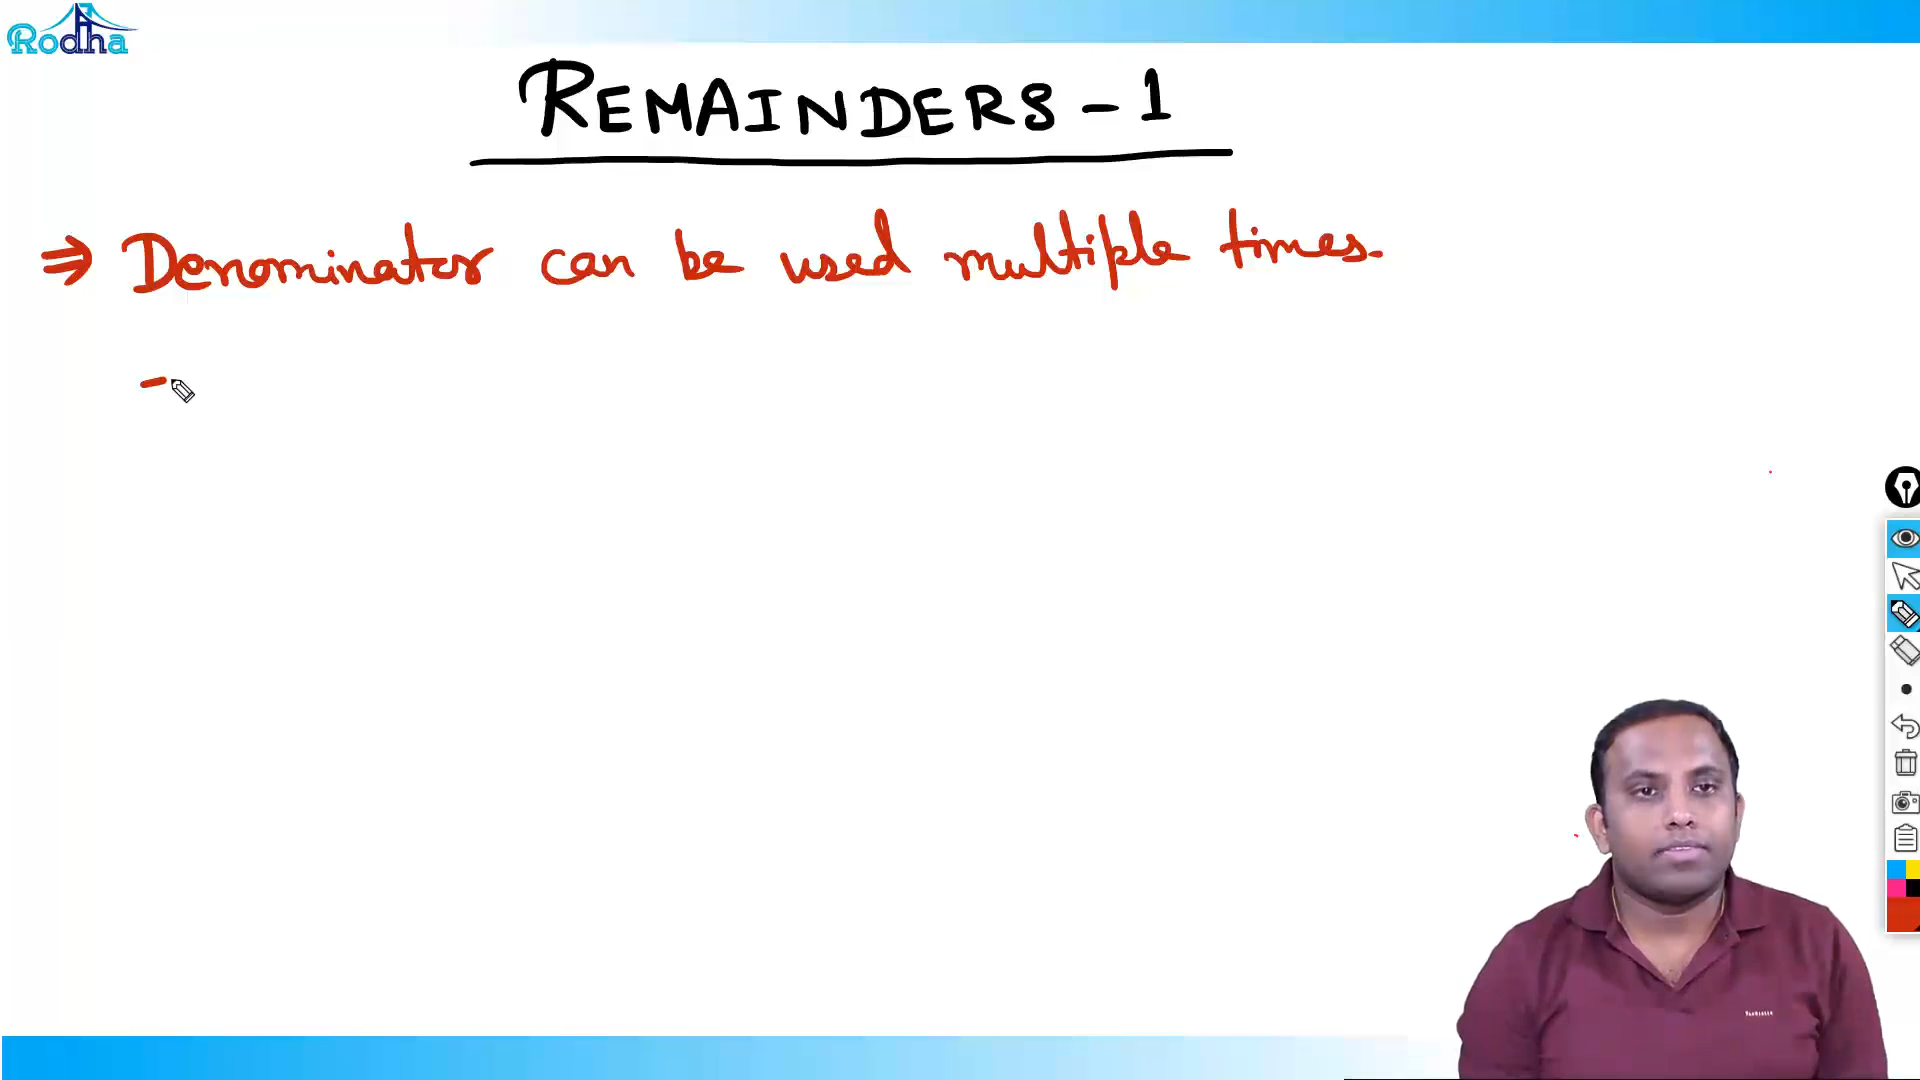 Rodha
REMAINDERS - 1
⇒ Denominator can be used multiple times.